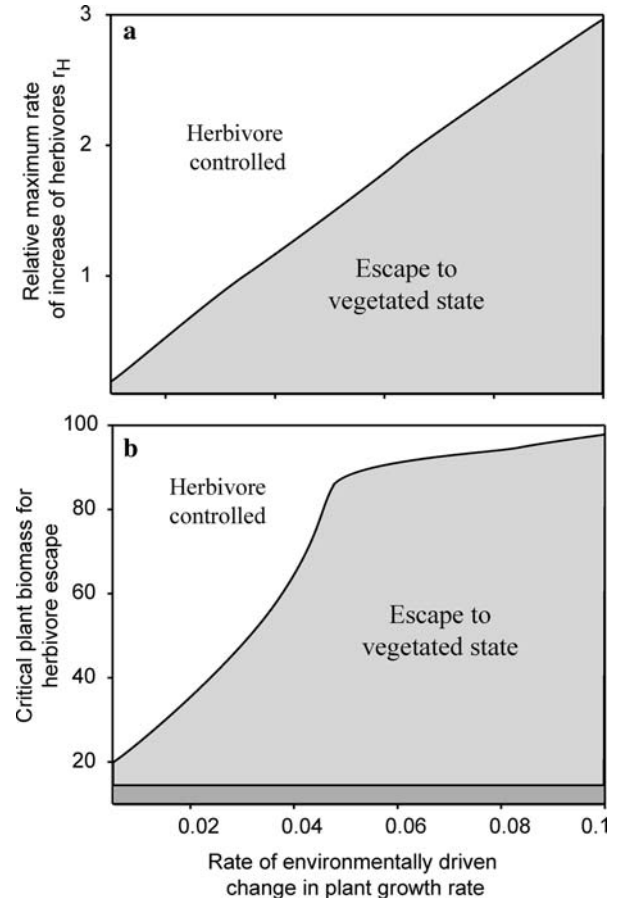 a
3
2
1
Relative maximum rate
of increase of herbivores rH
Herbivore
controlled
Escape to
vegetated state
b
100
80
60
40
20
Critical plant biomass for
herbivore escape
Herbivore
controlled
Escape to
vegetated state
0.02 0.04 0.06 0.08 0.1
Rate of environmentally driven
change in plant growth rate